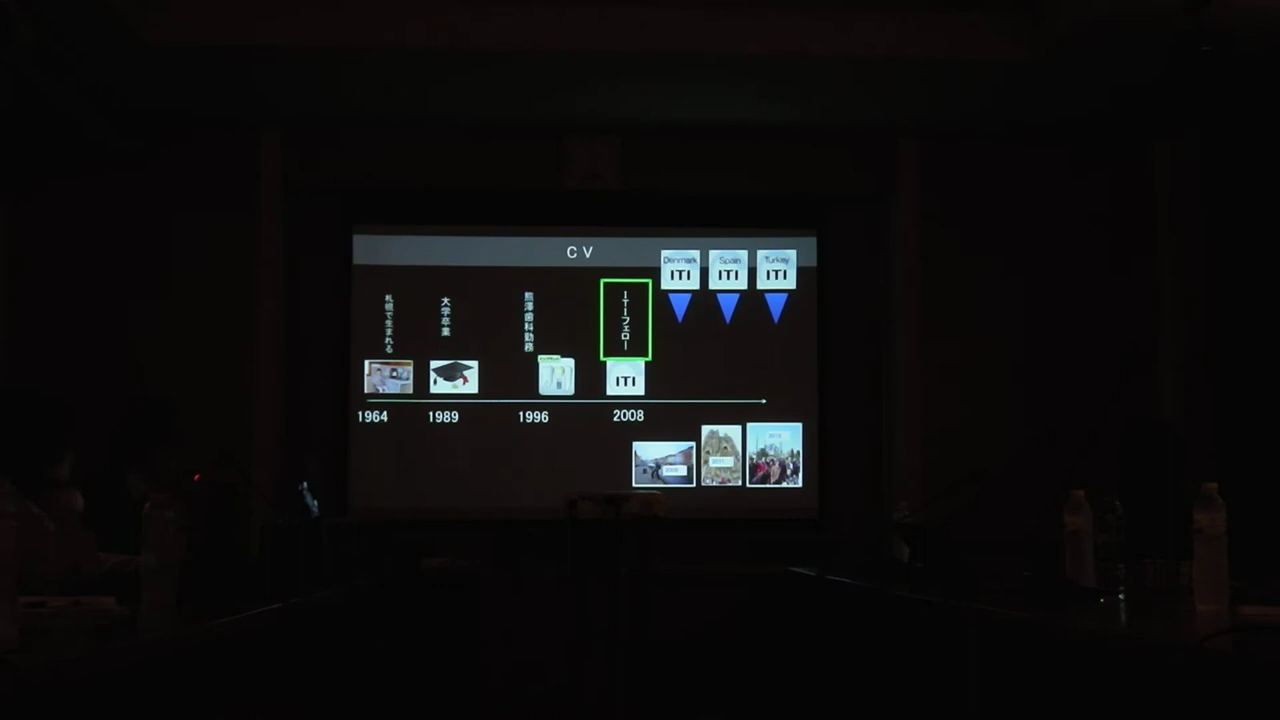 CV
Denmark
ITI
Spain
ITI
Turkey
ITI
札幌で生まれる
大学卒業
熊澤歯科勤務
ITIフェロー
ITI
1964
1989
1996
2008